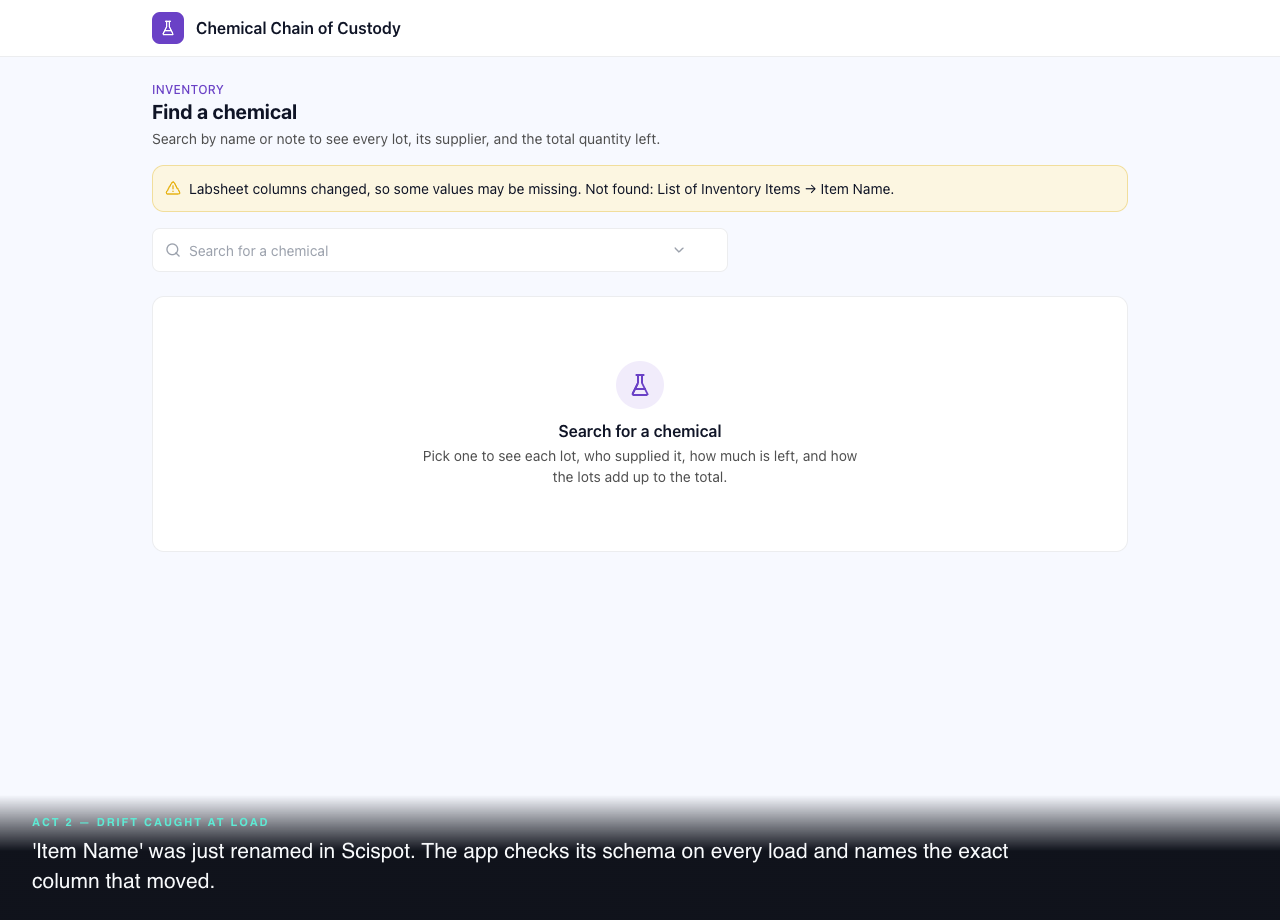 Chemical Chain of Custody
INVENTORY
Find a chemical
Search by name or note to see every lot, its supplier, and the total quantity left.
Labsheet columns changed, so some values may be missing. Not found: List of Inventory Items → Item Name.
Search for a chemical
Search for a chemical
Pick one to see each lot, who supplied it, how much is left, and how
the lots add up to the total.
ACT 2 — DRIFT CAUGHT AT LOAD
'Item Name' was just renamed in Scispot. The app checks its schema on every load and names the exact
column that moved.